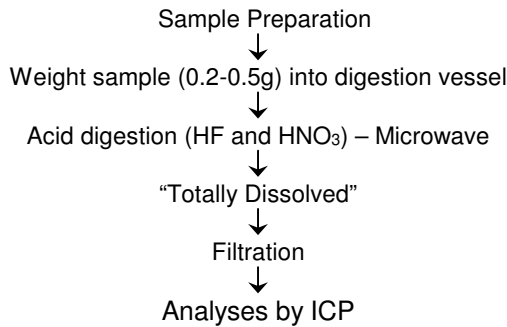 Sample Preparation
Weight sample (0.2-0.5g) into digestion vessel
Acid digestion (HF and HNO₃) – Microwave
“Totally Dissolved”
Filtration
Analyses by ICP